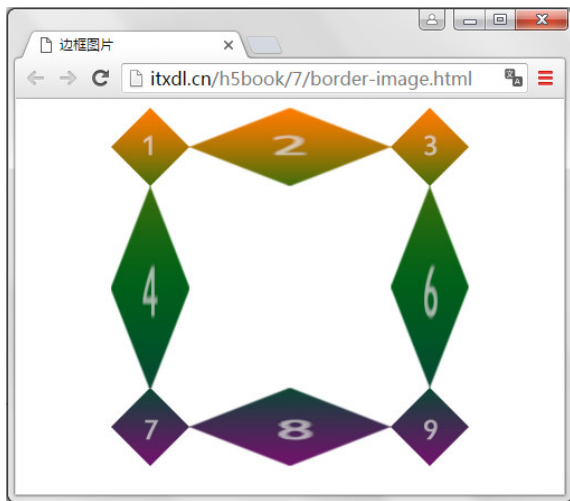 边框图片
itxdl.cn/h5book/7/border-image.html
1 2 3
4 6
7 8 9